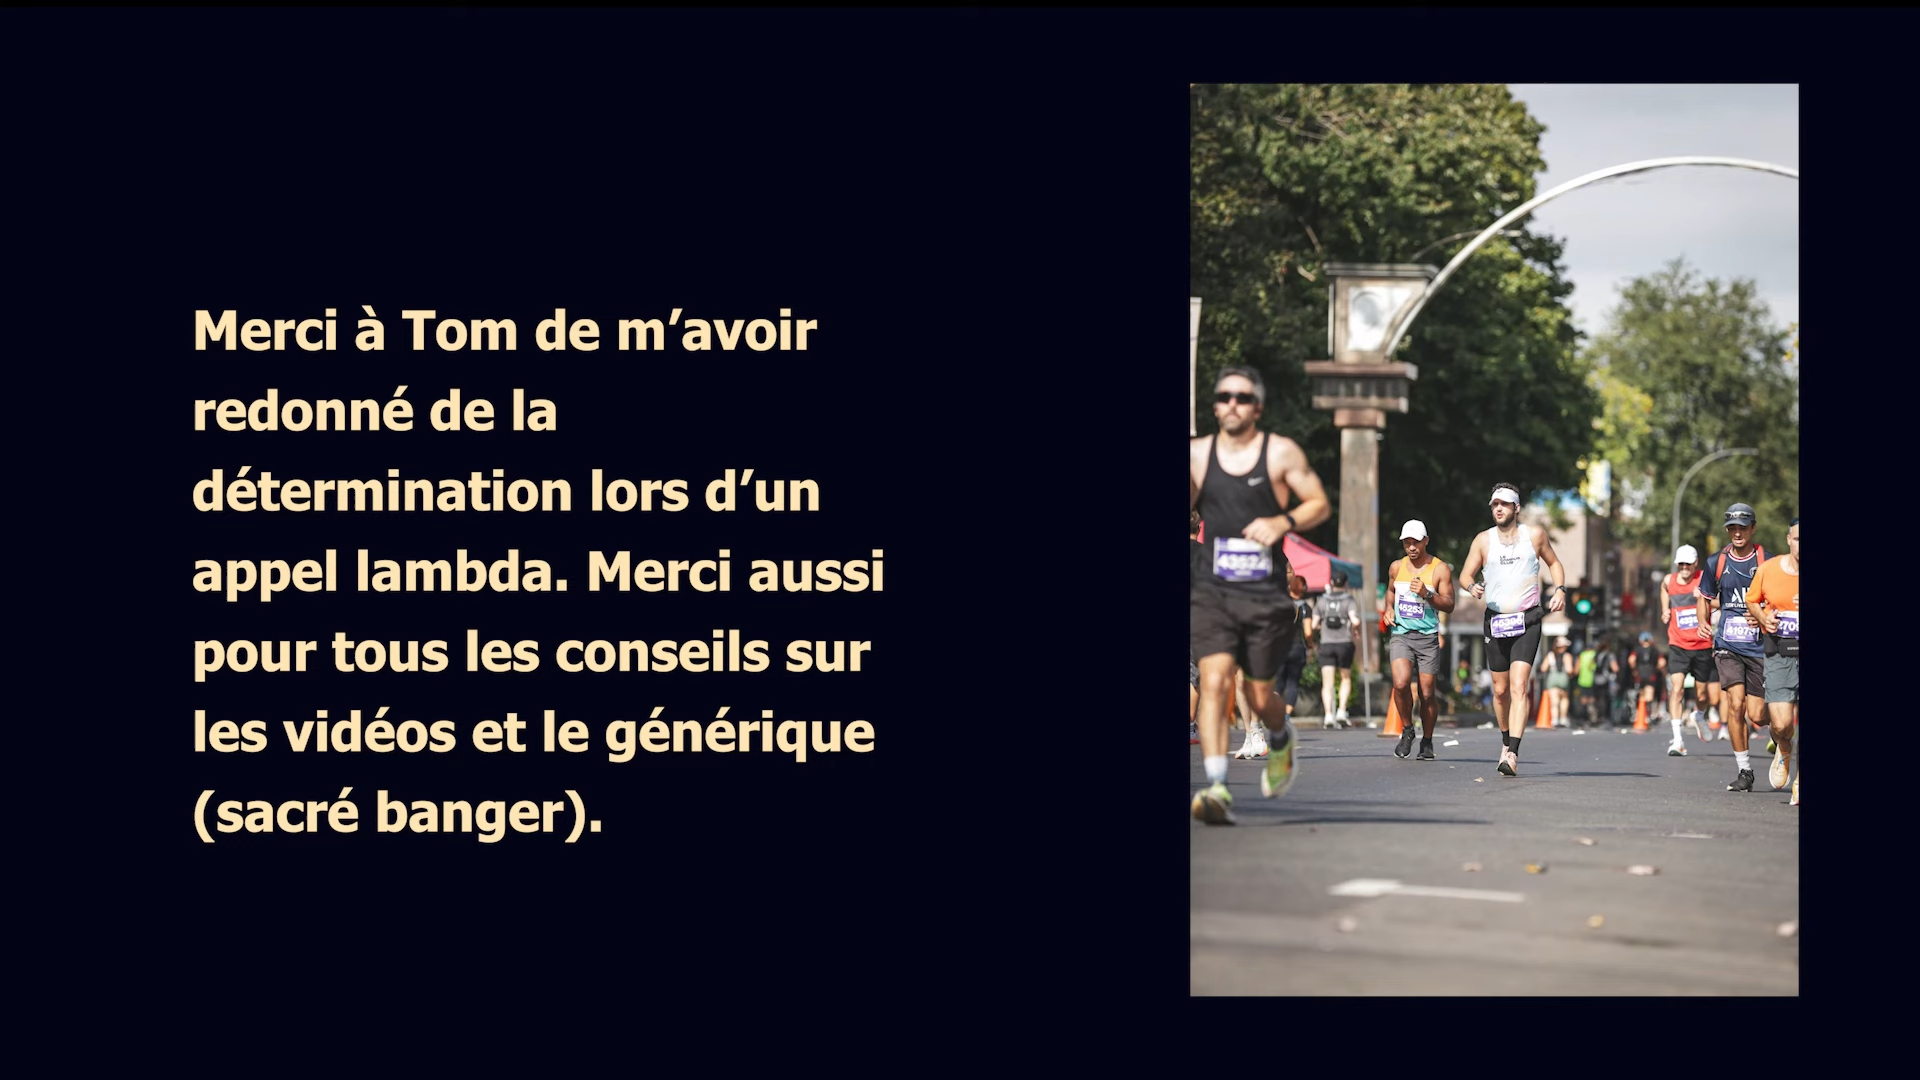 Merci à Tom de m’avoir
redonné de la
détermination lors d’un
appel lambda. Merci aussi
pour tous les conseils sur
les vidéos et le générique
(sacré banger).